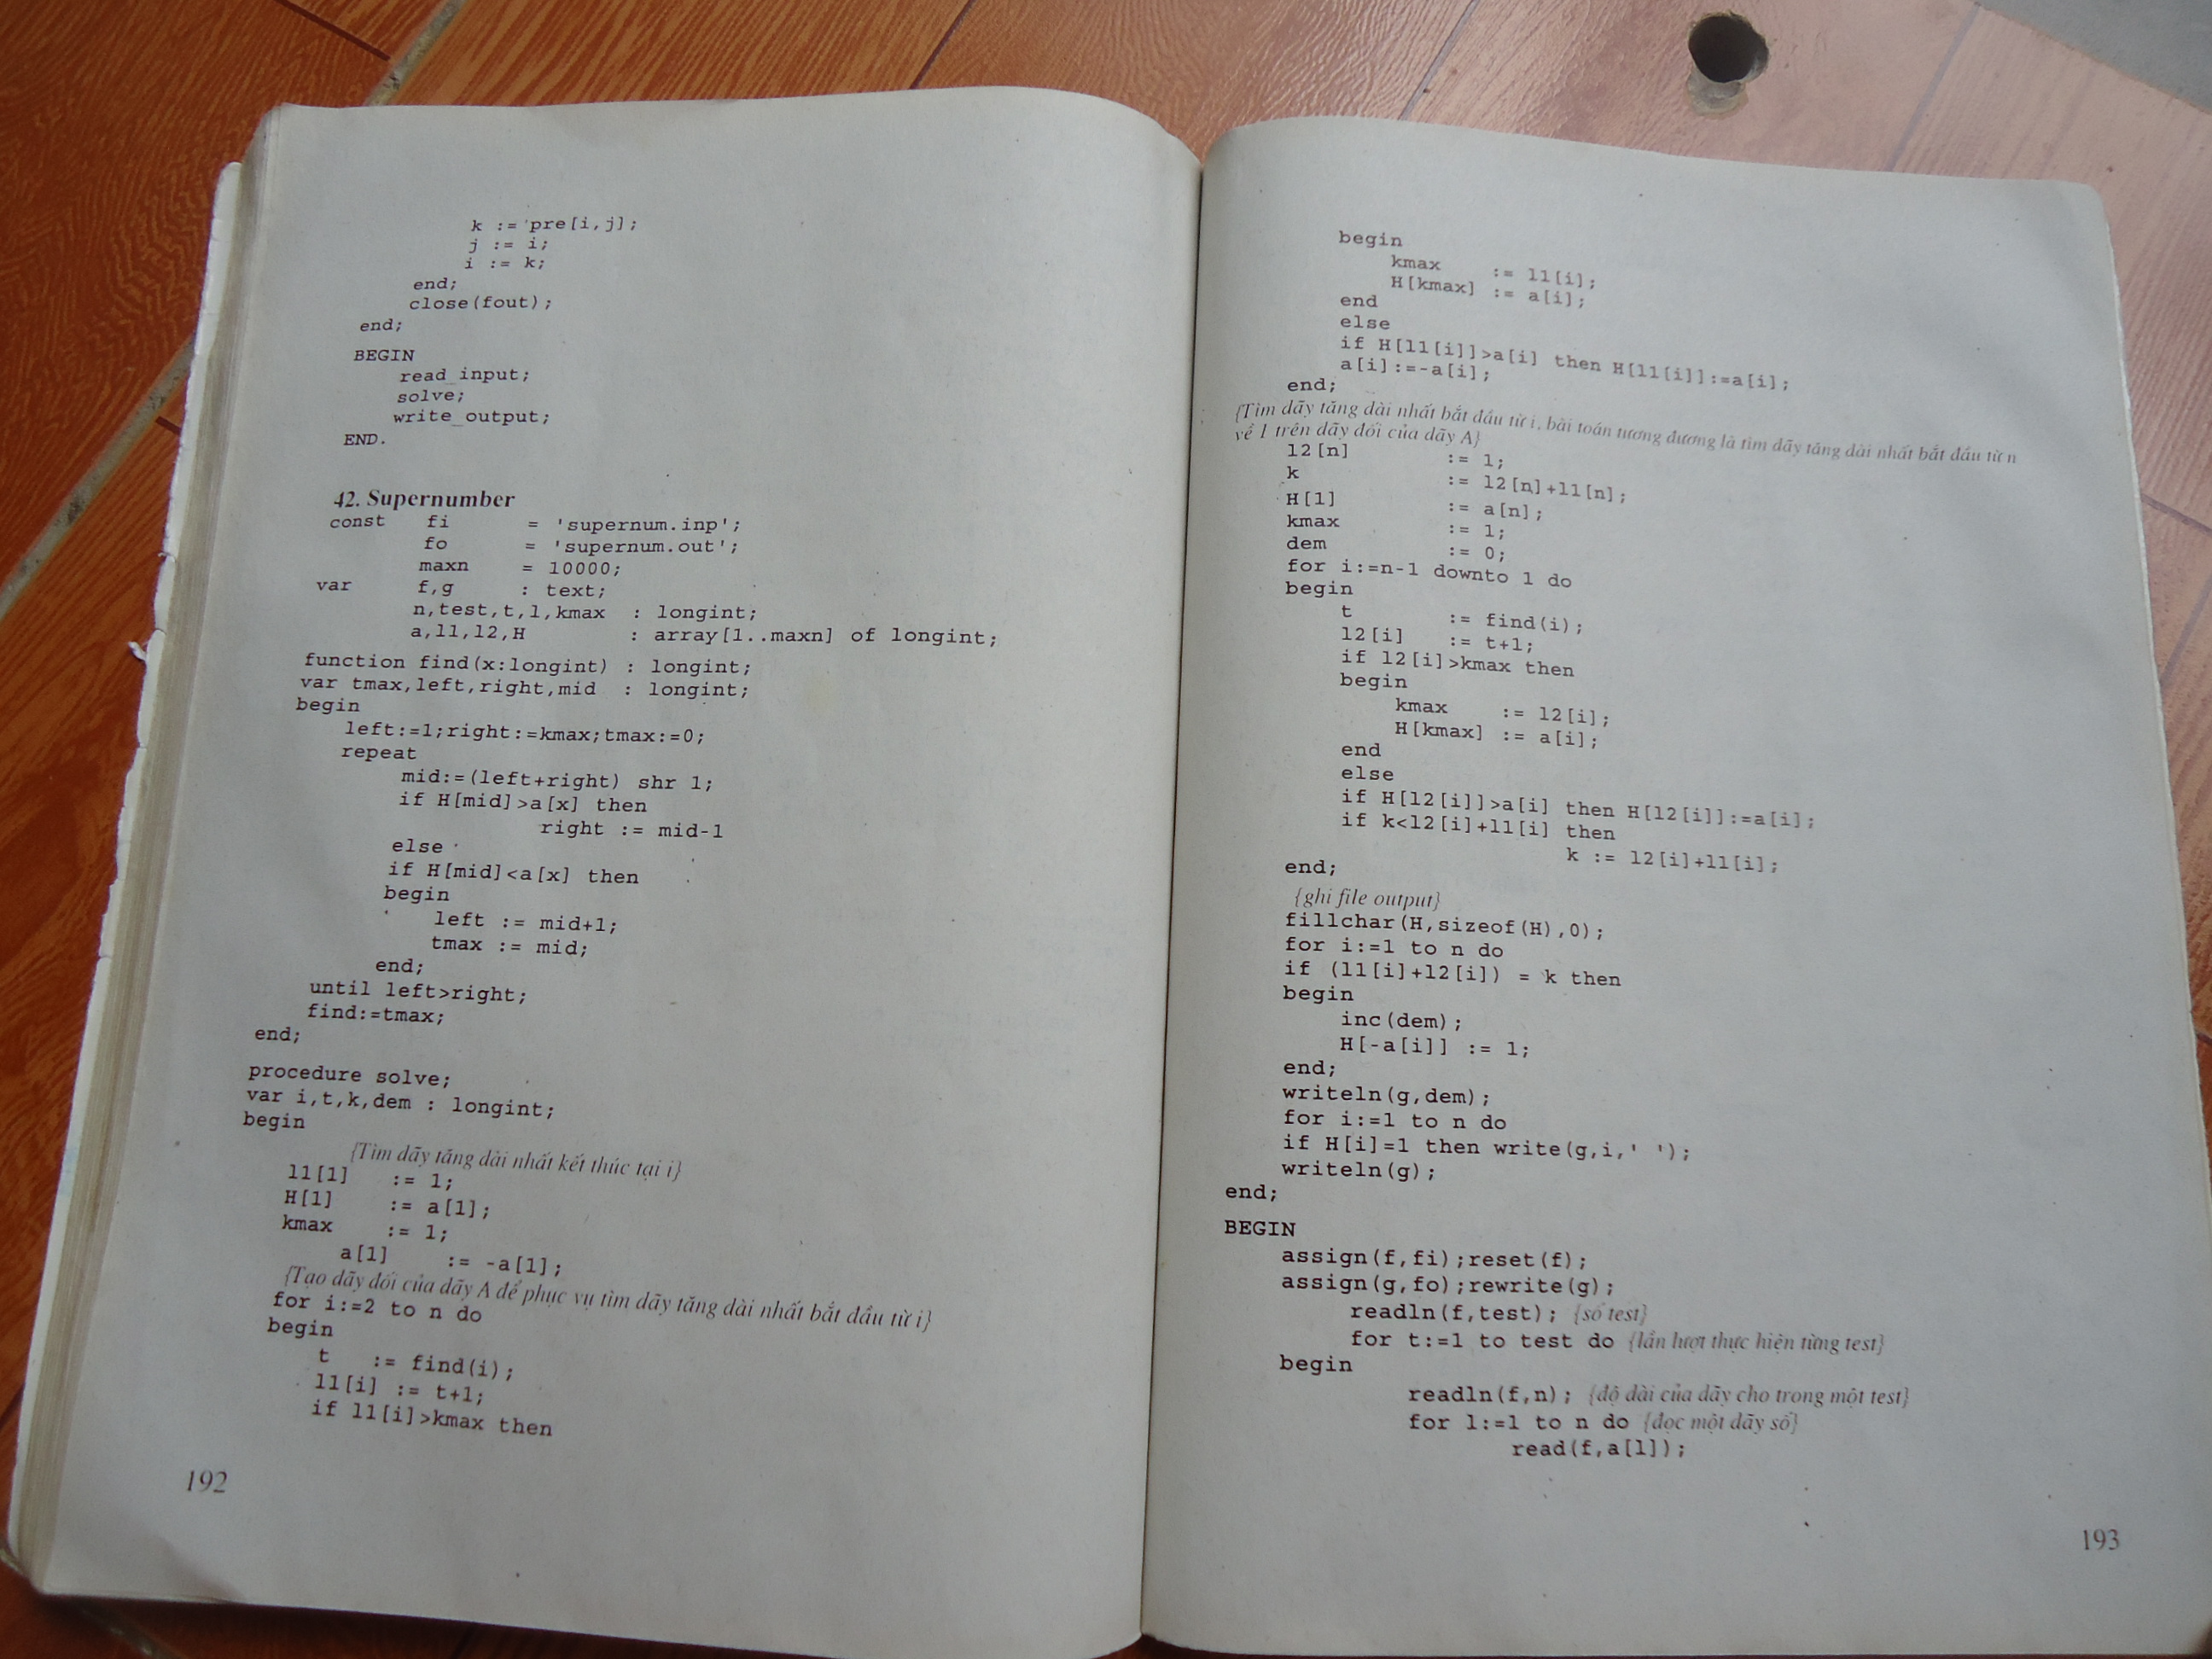 k := pre[i,j];
j := i;
i := k;
end;
close(fout);
end;
BEGIN
read_input;
solve;
write_output;
END.
42. Supernumber
const fi = 'supernum.inp';
fo = 'supernum.out';
maxn = 10000;
var f,g : text;
n,test,t,l,kmax : longint;
a,l1,l2,H : array[1..maxn] of longint;
function find(x:longint) : longint;
var tmax,left,right,mid : longint;
begin
left:=1;right:=kmax;tmax:=0;
repeat
mid:=(left+right) shr 1;
if H[mid]>a[x] then
right := mid-1
else
if H[mid]<a[x] then
begin
left := mid+1;
tmax := mid;
end;
until left>right;
find:=tmax;
end;
procedure solve;
var i,t,k,dem : longint;
begin
{Tìm dãy tăng dài nhất kết thúc tại i}
l1[1] := 1;
H[1] := a[1];
kmax := 1;
a[1] := -a[1];
{Tạo dãy đối của dãy A để phục vụ tìm dãy tăng dài nhất bắt đầu từ i}
for i:=2 to n do
begin
t := find(i);
l1[i] := t+1;
if l1[i]>kmax then
192
begin
kmax := l1[i];
H[kmax] := a[i];
end
else
if H[l1[i]]>a[i] then H[l1[i]]:=a[i];
a[i]:=-a[i];
end;
{Tìm dãy tăng dài nhất bắt đầu từ i, bài toán tương đương là tìm dãy tăng dài nhất bắt đầu từ n
về 1 trên dãy đối của dãy A}
l2[n] := 1;
k := l2[n]+l1[n];
H[1] := a[n];
kmax := 1;
dem := 0;
for i:=n-1 downto 1 do
begin
t := find(i);
l2[i] := t+1;
if l2[i]>kmax then
begin
kmax := l2[i];
H[kmax] := a[i];
end
else
if H[l2[i]]>a[i] then H[l2[i]]:=a[i];
if k<l2[i]+l1[i] then
k := l2[i]+l1[i];
end;
{ghi file output}
fillchar(H,sizeof(H),0);
for i:=1 to n do
if (l1[i]+l2[i]) = k then
begin
inc(dem);
H[-a[i]] := 1;
end;
writeln(g,dem);
for i:=1 to n do
if H[i]=1 then write(g,i,' ');
writeln(g);
end;
BEGIN
assign(f,fi);reset(f);
assign(g,fo);rewrite(g);
readln(f,test); {số test}
for t:=1 to test do {lần lượt thực hiện từng test}
begin
readln(f,n); {độ dài của dãy cho trong một test}
for l:=1 to n do {đọc một dãy số}
read(f,a[l]);
193